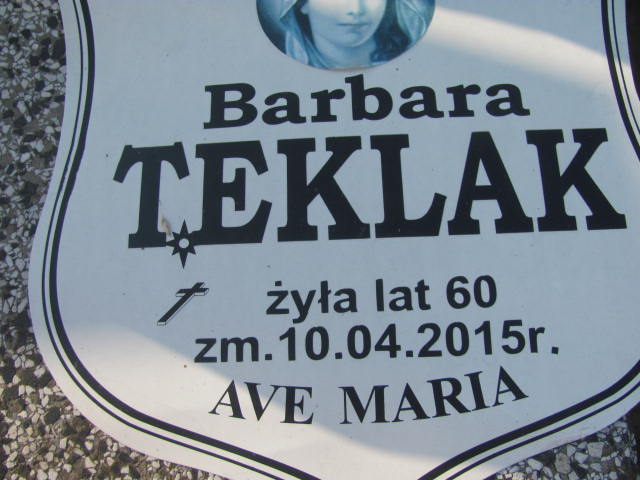 Barbara
TEKLAK
żyła lat 60
zm.10.04.2015r.
AVE MARIA